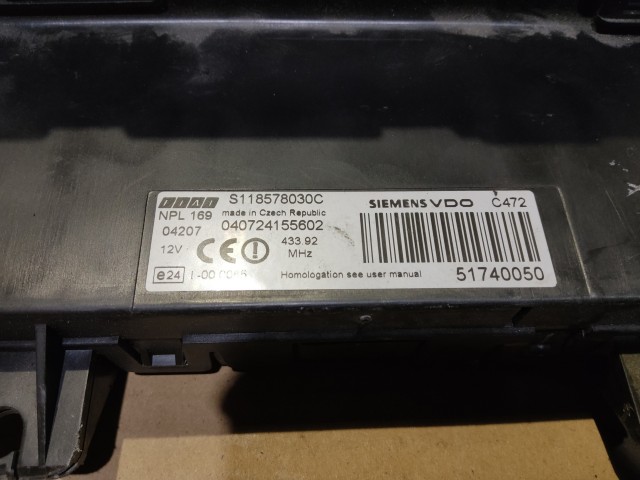 FIAT S118578030C SIEMENS VDO C472
NPL 169 made in Czech Republic
04207 040724155602
12V CE 433.92
MHz
e24 Homologation see user manual 51740050